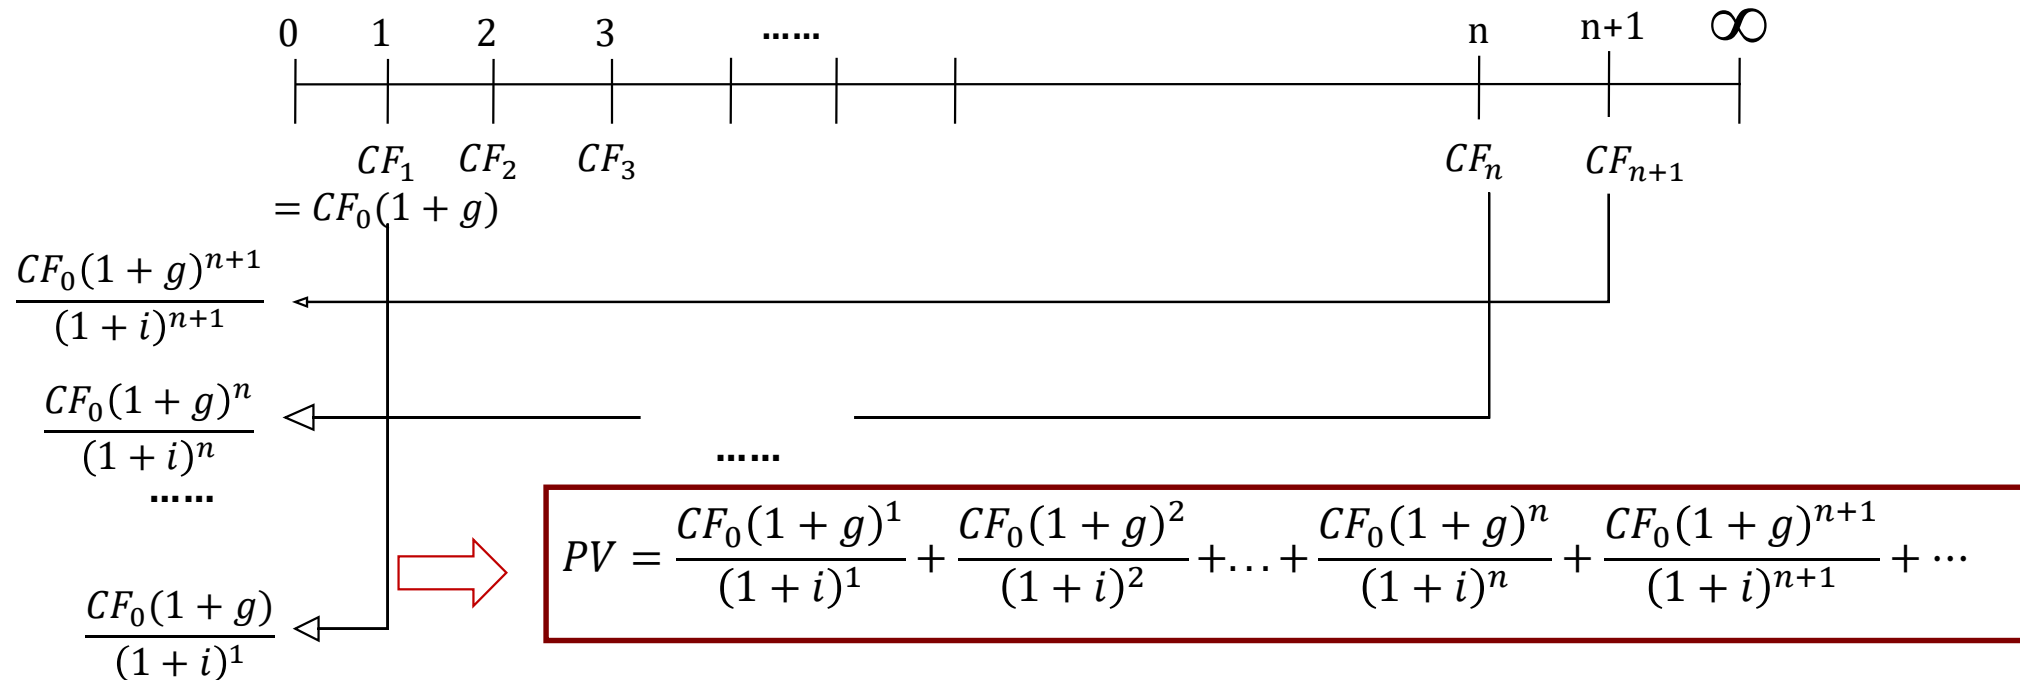 0 1 2 3 ...... n n+1 ∞
CF₁ CF₂ CF₃ CFₙ CFₙ₊₁
= CF₀(1 + g)
CF₀(1 + g)ⁿ⁺¹
(1 + i)ⁿ⁺¹
CF₀(1 + g)ⁿ
(1 + i)ⁿ
......
......
PV = CF₀(1 + g)¹/(1 + i)¹ + CF₀(1 + g)²/(1 + i)² +...+ CF₀(1 + g)ⁿ/(1 + i)ⁿ + CF₀(1 + g)ⁿ⁺¹/(1 + i)ⁿ⁺¹ + ⋯
CF₀(1 + g)
(1 + i)¹